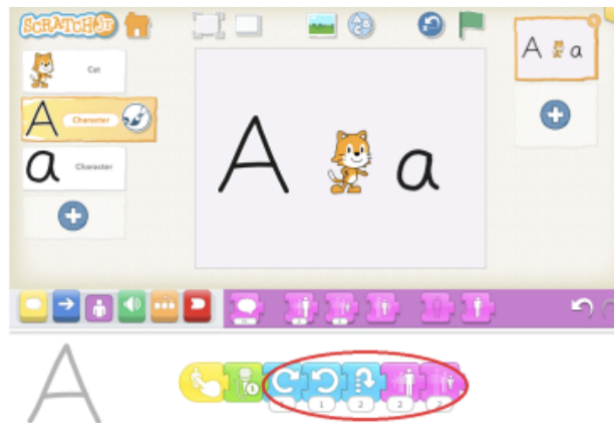 SCRATCHJR
Cat
A a
A Character
a Character
A a
A
1 2 2 2